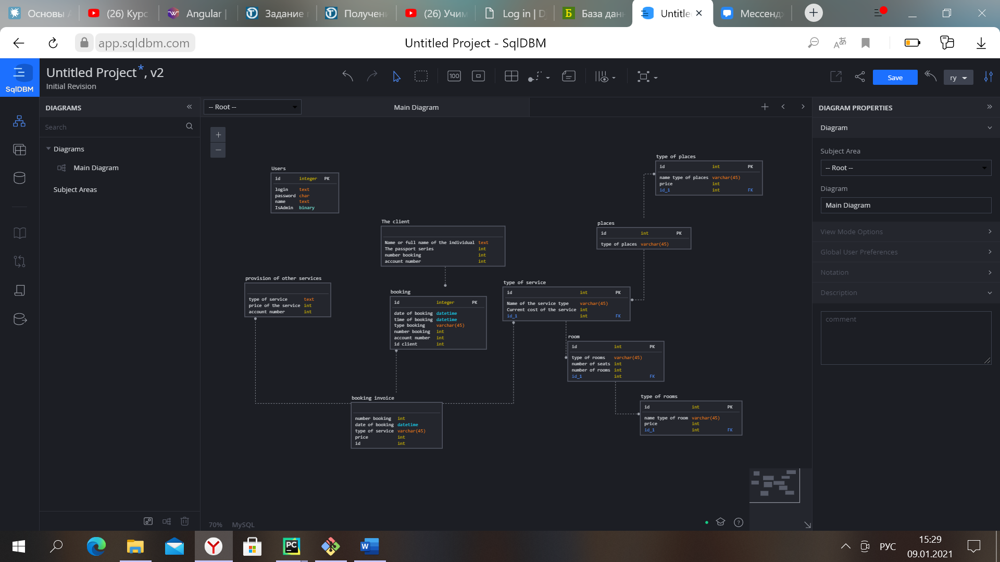 Основы А
(26) Курс
Angular |
Задание
Получени
(26) Учим
Log in | D
База данн
Untitle
Мессендж
app.sqldbm.com
Untitled Project - SqlDBM
SqlDBM
Untitled Project*, v2
Initial Revision
100
Save
ry
DIAGRAMS
-- Root --
Main Diagram
DIAGRAM PROPERTIES
Search
Diagrams
Main Diagram
Subject Areas
Diagram
Subject Area
-- Root --
Diagram
Main Diagram
View Mode Options
Global User Preferences
Notation
Description
comment
Users
id integer PK
login text
password char
name text
IsAdmin binary
type of places
id int PK
name type of places varchar(45)
price int
id_1 int FK
The client
Name or full name of the individual text
The passport series int
number booking int
account number int
places
id int PK
type of places varchar(45)
provision of other services
type of service text
price of the service int
account number int
booking
id integer PK
date of booking datetime
time of booking datetime
type booking varchar(45)
number booking int
account number int
id client int
type of service
id int PK
Name of the service type varchar(45)
Current cost of the service int
id_1 int FK
room
id int PK
type of rooms varchar(45)
number of seats int
number of rooms int
id_1 int FK
booking invoice
number booking int
date of booking datetime
type of service varchar(45)
price int
id int
type of rooms
id int PK
name type of room varchar(45)
price int
id_1 int FK
70% MySQL
PC
W
РУС
15:29
09.01.2021